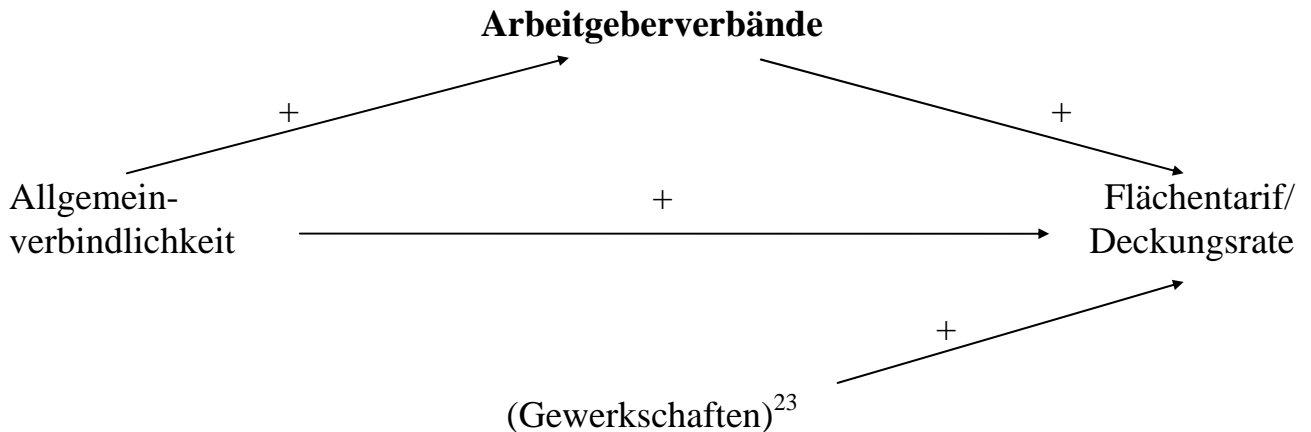 Arbeitgeberverbände
+
+
Allgemein-
verbindlichkeit
+
Flächentarif/
Deckungsrate
+
(Gewerkschaften)23